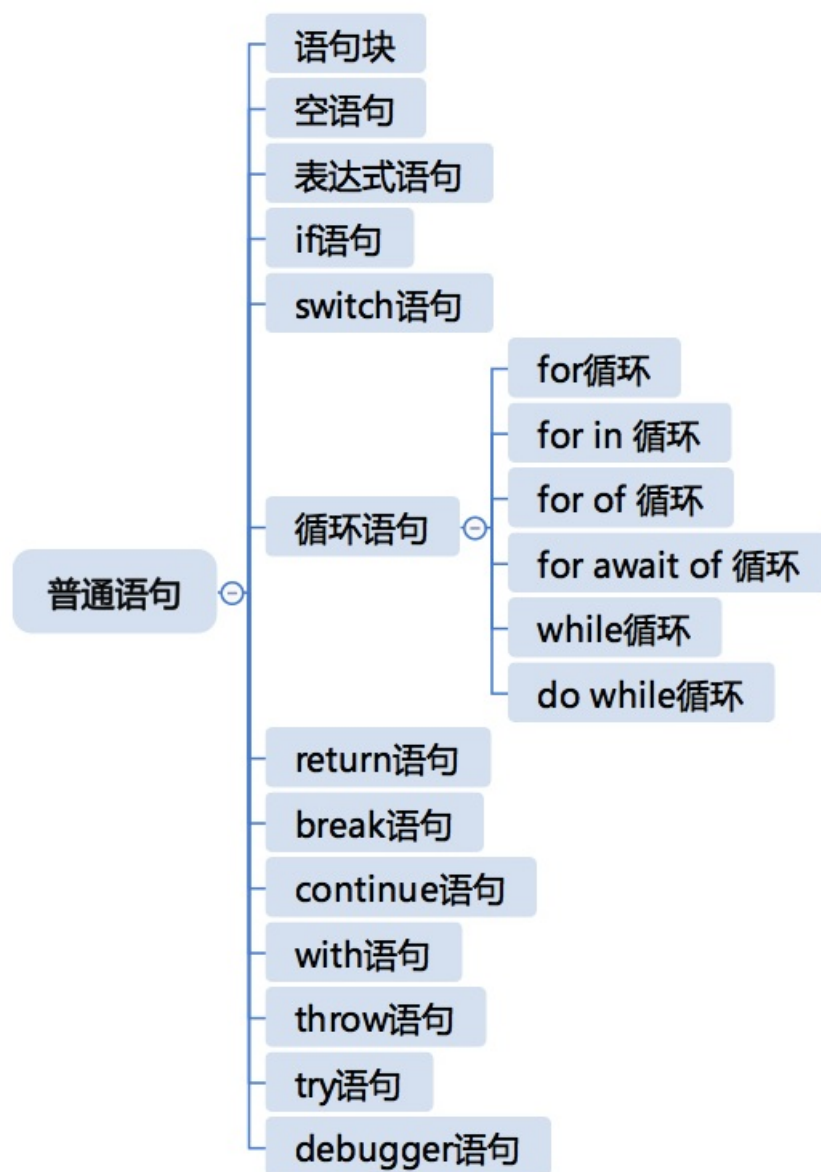 语句块
空语句
表达式语句
if语句
switch语句
for循环
for in 循环
for of 循环
循环语句
for await of 循环
普通语句
while循环
do while循环
return语句
break语句
continue语句
with语句
throw语句
try语句
debugger语句